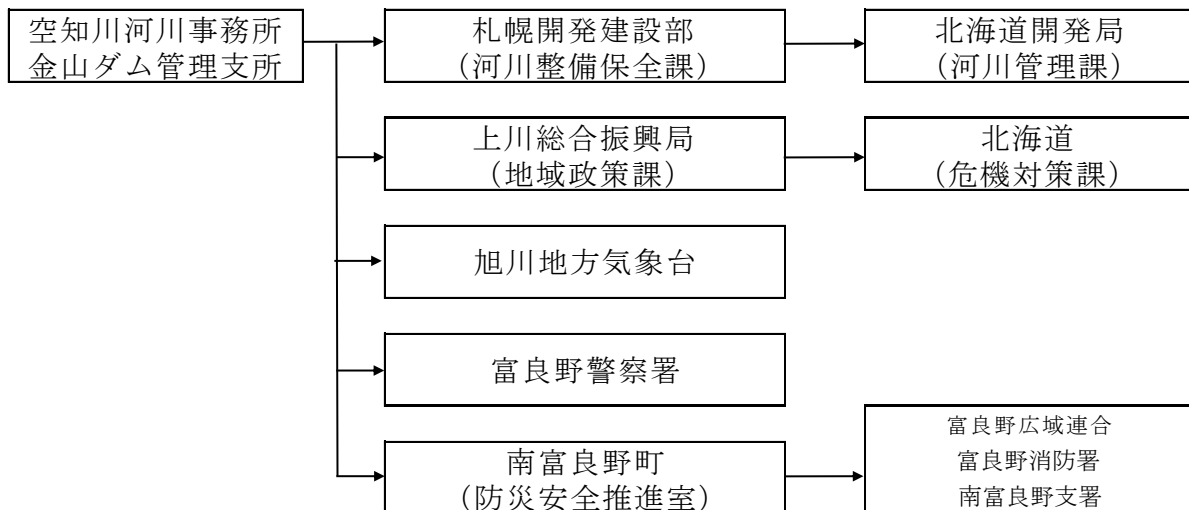 空知川河川事務所
金山ダム管理支所
札幌開発建設部
（河川整備保全課）
北海道開発局
（河川管理課）
上川総合振興局
（地域政策課）
北海道
（危機対策課）
旭川地方気象台
富良野警察署
南富良野町
（防災安全推進室）
富良野広域連合
富良野消防署
南富良野支署